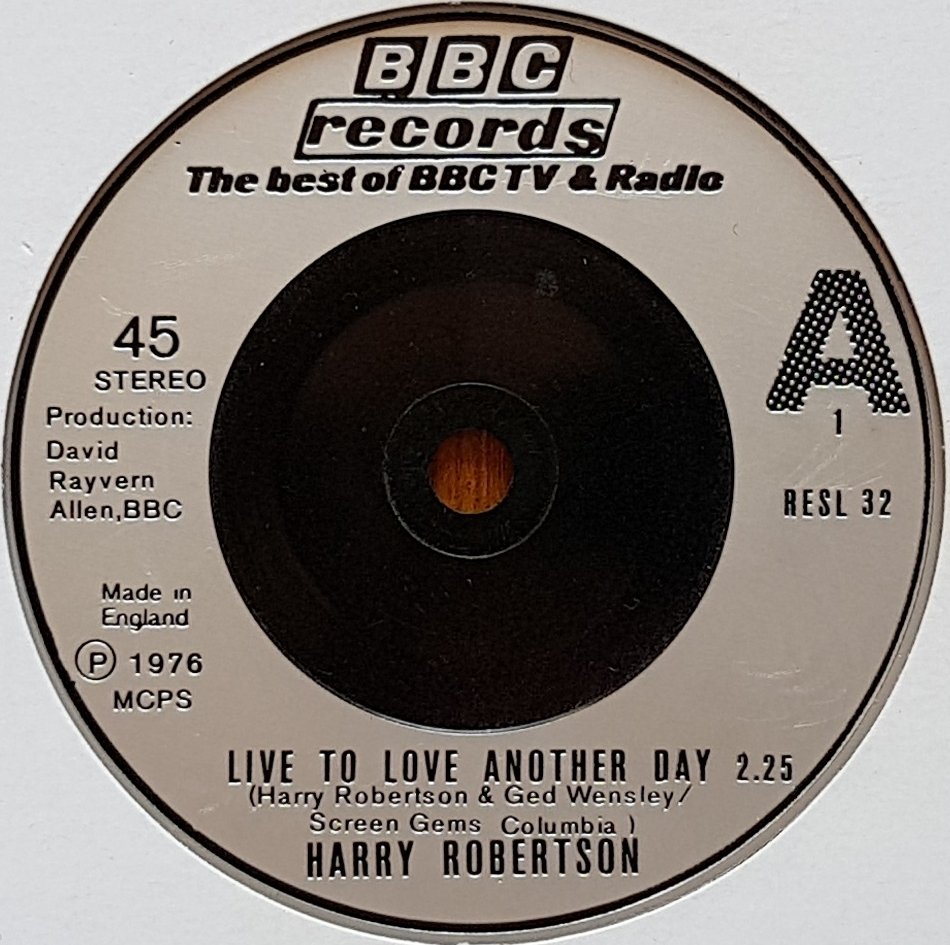 BBC
records
The best of BBC TV & Radio
45
STEREO
Production:
David
Rayvern
Allen,BBC
A
1
RESL 32
Made in
England
Ⓟ 1976
MCPS
LIVE TO LOVE ANOTHER DAY 2.25
(Harry Robertson & Ged Wensley/
Screen Gems Columbia )
HARRY ROBERTSON